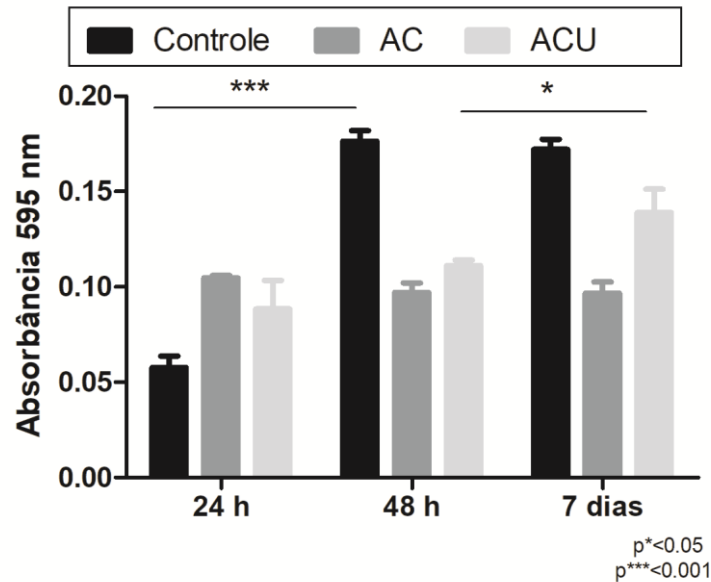 Controle AC ACU
*** *
Absorbância 595 nm
0.20
0.15
0.10
0.05
0.00
24 h 48 h 7 dias
p*<0.05
p***<0.001